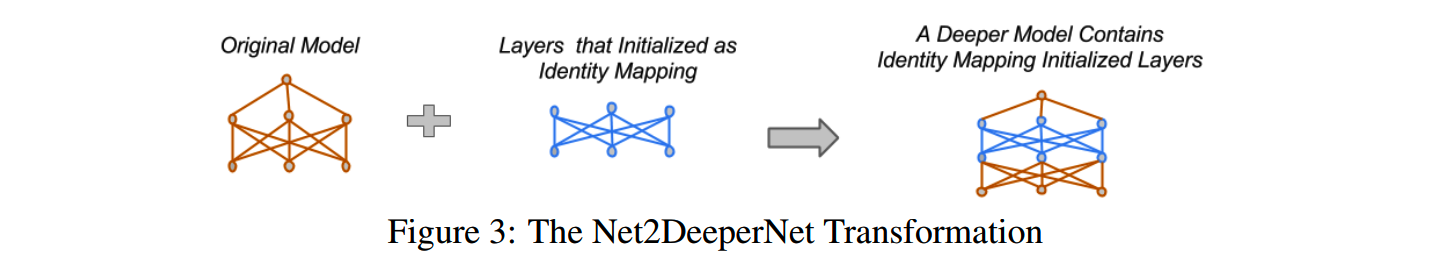 Original Model
Layers that Initialized as
Identity Mapping
A Deeper Model Contains
Identity Mapping Initialized Layers
Figure 3: The Net2DeeperNet Transformation